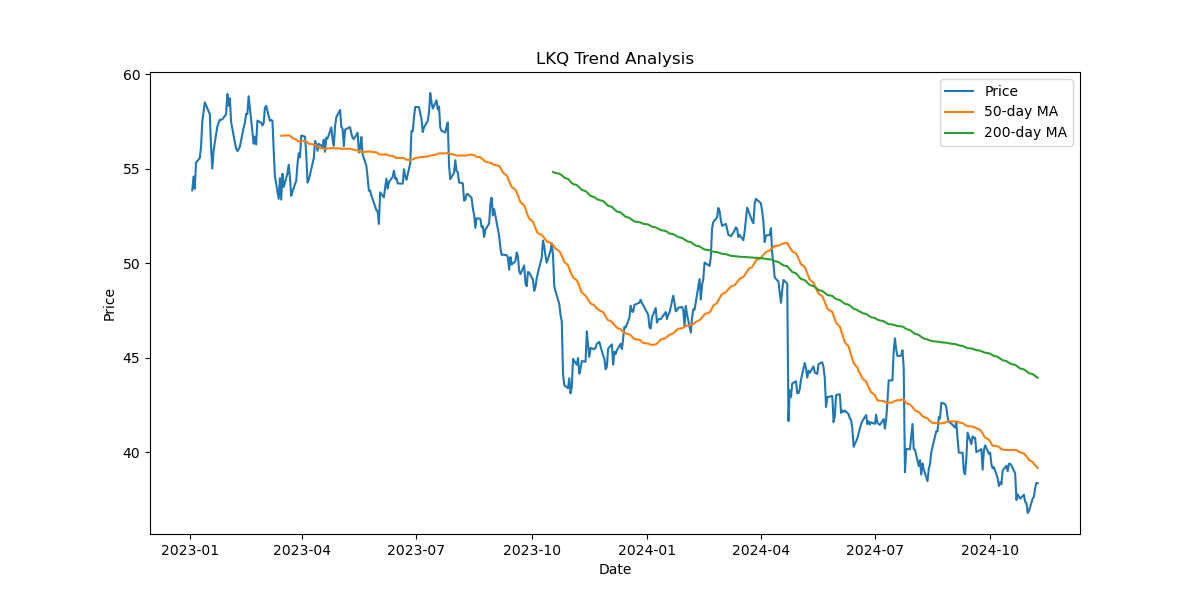 LKQ Trend Analysis
Price
50-day MA
200-day MA
60
55
50
45
40
Price
2023-01
2023-04
2023-07
2023-10
2024-01
2024-04
2024-07
2024-10
Date